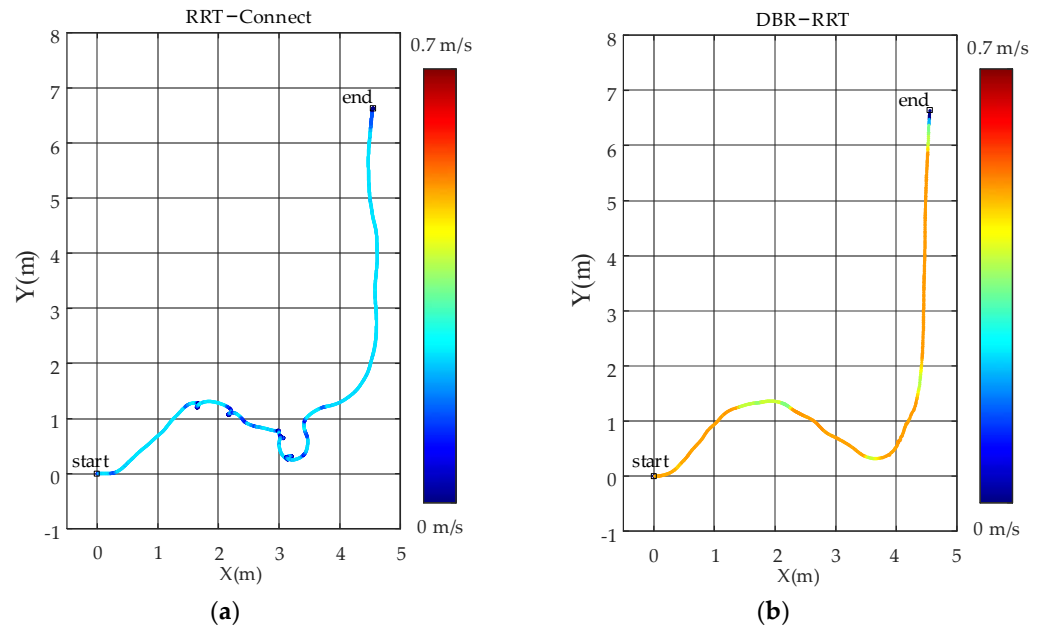 RRT−Connect
0.7 m/s
8
7
6
5
4
3
2
1
0
-1
Y(m)
end
start
0 1 2 3 4 5
X(m)
0 m/s
(a)
DBR−RRT
0.7 m/s
8
7
6
5
4
3
2
1
0
-1
Y(m)
end
start
0 1 2 3 4 5
X(m)
0 m/s
(b)